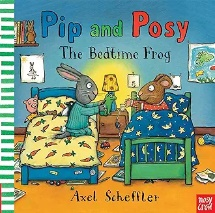 Pip and Posy
The Bedtime Frog
Axel Scheffler
NOSY
CROW